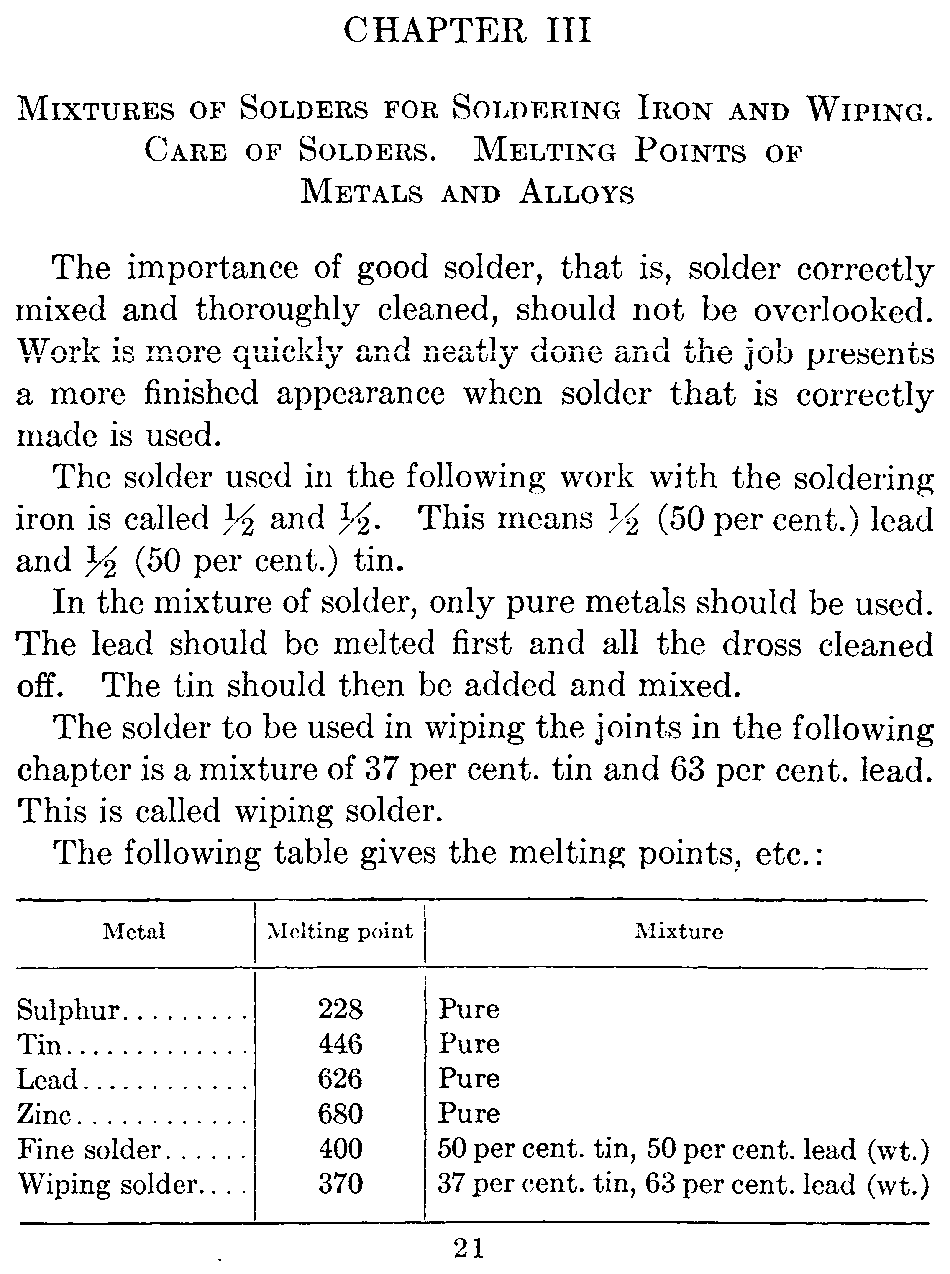 CHAPTER III
Mixtures of Solders for Soldering Iron and Wiping.
Care of Solders. Melting Points of
Metals and Alloys
The importance of good solder, that is, solder correctly
mixed and thoroughly cleaned, should not be overlooked.
Work is more quickly and neatly done and the job presents
a more finished appearance when solder that is correctly
made is used.
The solder used in the following work with the soldering
iron is called ½ and ½. This means ½ (50 per cent.) lead
and ½ (50 per cent.) tin.
In the mixture of solder, only pure metals should be used.
The lead should be melted first and all the dross cleaned
off. The tin should then be added and mixed.
The solder to be used in wiping the joints in the following
chapter is a mixture of 37 per cent. tin and 63 per cent. lead.
This is called wiping solder.
The following table gives the melting points, etc.:
Metal Melting point Mixture
Sulphur......... 228 Pure
Tin............. 446 Pure
Lead............ 626 Pure
Zinc............ 680 Pure
Fine solder...... 400 50 per cent. tin, 50 per cent. lead (wt.)
Wiping solder.... 370 37 per cent. tin, 63 per cent. lead (wt.)
21